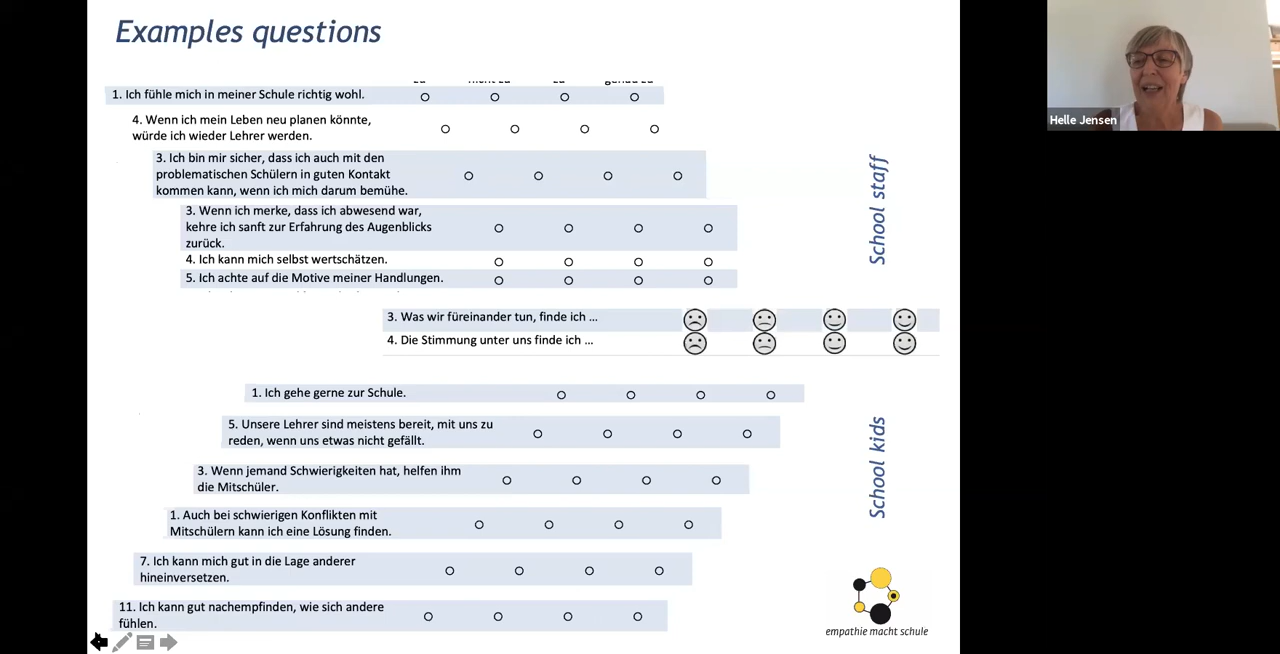 Examples questions
1. Ich fühle mich in meiner Schule richtig wohl.
4. Wenn ich mein Leben neu planen könnte,
würde ich wieder Lehrer werden.
3. Ich bin mir sicher, dass ich auch mit den
problematischen Schülern in guten Kontakt
kommen kann, wenn ich mich darum bemühe.
3. Wenn ich merke, dass ich abwesend war,
kehre ich sanft zur Erfahrung des Augenblicks
zurück.
4. Ich kann mich selbst wertschätzen.
5. Ich achte auf die Motive meiner Handlungen.
School staff
3. Was wir füreinander tun, finde ich ...
4. Die Stimmung unter uns finde ich ...
1. Ich gehe gerne zur Schule.
5. Unsere Lehrer sind meistens bereit, mit uns zu
reden, wenn uns etwas nicht gefällt.
3. Wenn jemand Schwierigkeiten hat, helfen ihm
die Mitschüler.
1. Auch bei schwierigen Konflikten mit
Mitschülern kann ich eine Lösung finden.
7. Ich kann mich gut in die Lage anderer
hineinversetzen.
11. Ich kann gut nachempfinden, wie sich andere
fühlen.
School kids
empathie macht schule
Helle Jensen